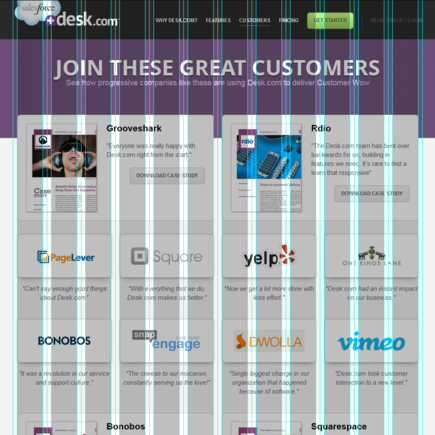 salesforce
desk.com
WHY DESK.COM? FEATURES CUSTOMERS PRICING GET STARTED
JOIN THESE GREAT CUSTOMERS
See how progressive companies like these are using Desk.com to deliver Customer Wow
Grooveshark
"Everyone was really happy with
Desk.com right from the start."
DOWNLOAD CASE STUDY
CASE
Rdio
"The Desk.com team has bent over
backwards for us, building in
features we need. It's rare to find a
team that responsive"
DOWNLOAD CASE STUDY
rdio
PageLever
Square
yelp
ONE KINGS LANE
"Can't say enough good things
about Desk.com."
"With everything that we do,
Desk.com makes us better."
"Now we get a lot more done with
less effort."
"Desk.com had an instant impact
on our business."
BONOBOS
snap
engage
DWOLLA
vimeo
"It was a revolution in our service
and support culture."
"The cheese to our macaroni,
constantly serving up the love!"
"Single biggest change in our
organization that happened
because of software."
"Desk.com took customer
interaction to a new level."
Bonobos
Squarespace